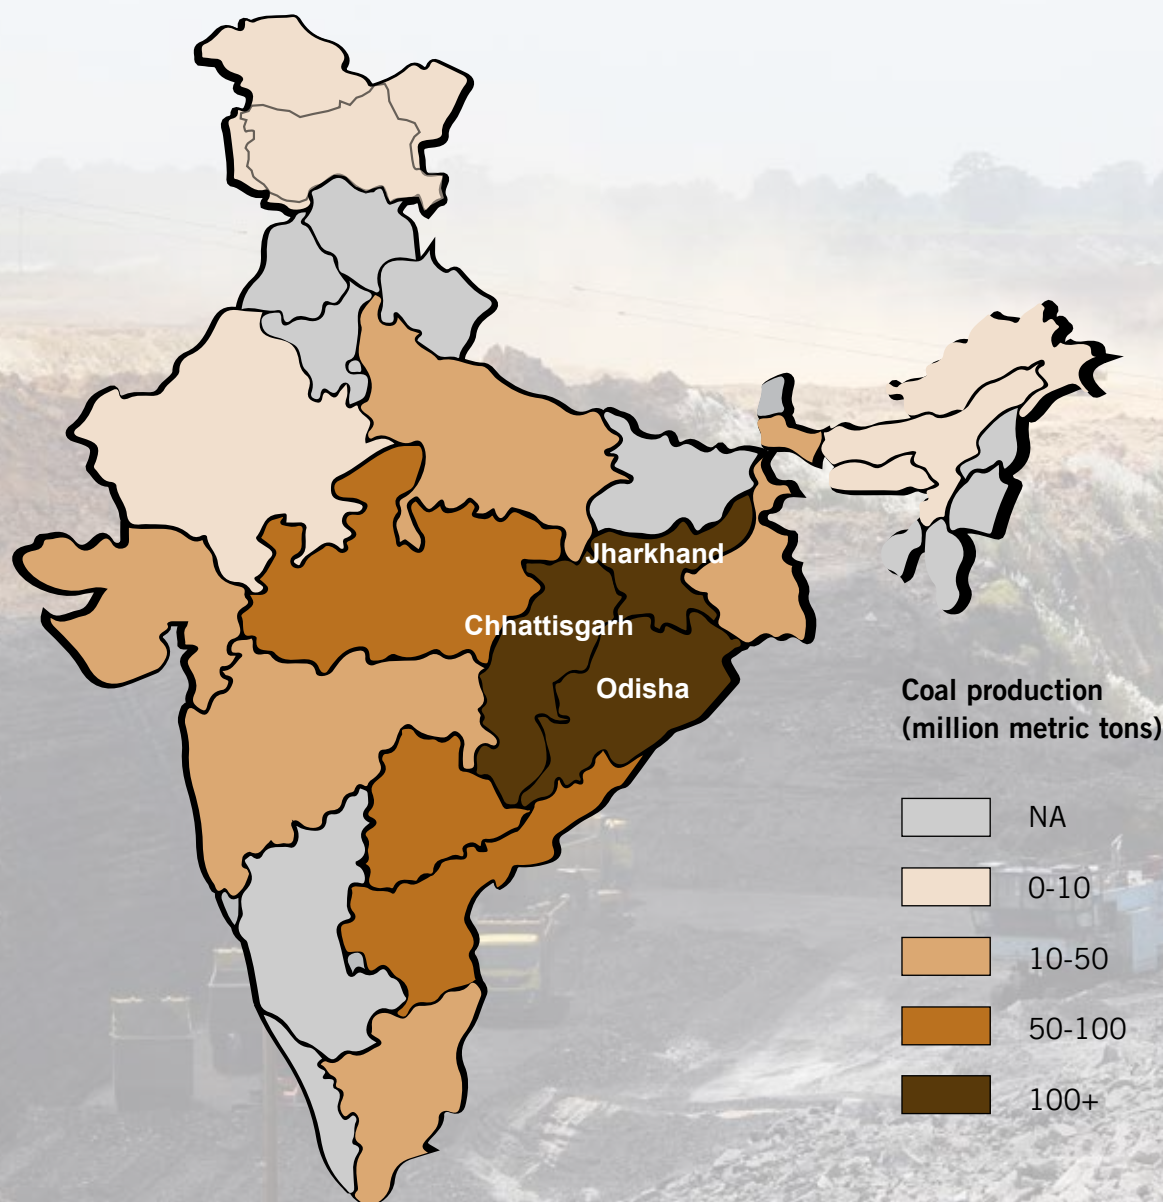 Jharkhand
Chhattisgarh
Odisha
Coal production
(million metric tons)
NA
0-10
10-50
50-100
100+